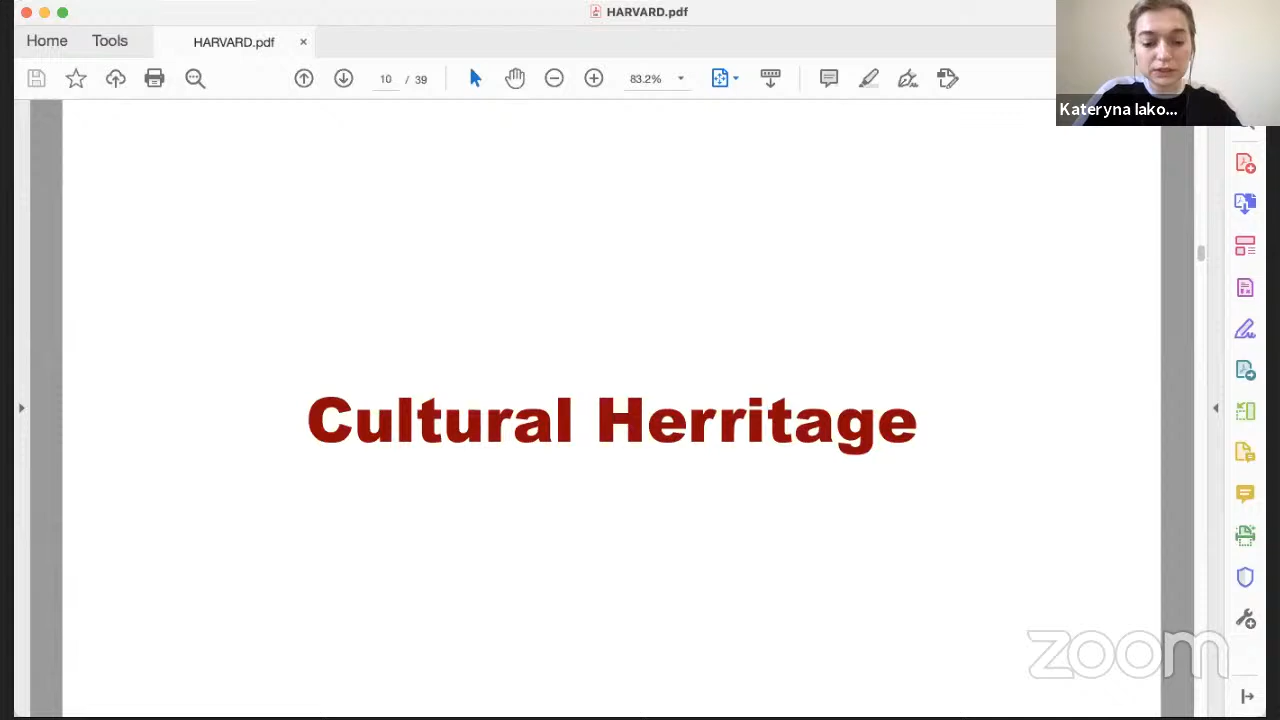 HARVARD.pdf
Home Tools HARVARD.pdf ×
10 / 39 83.2%
Kateryna Iako...
Cultural Herritage
zoom